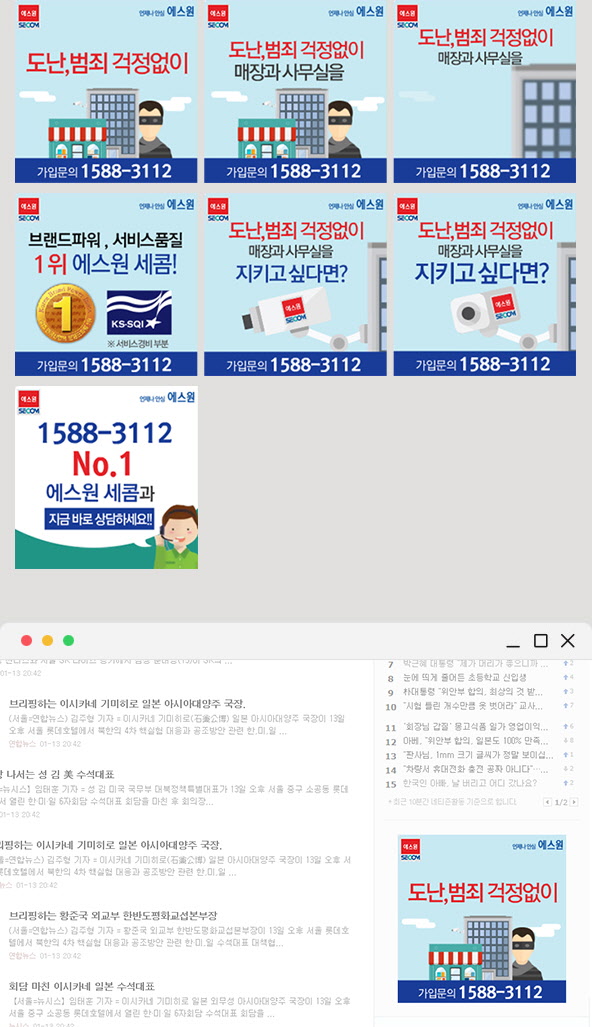 에스원
SECOM
언제나 안심 에스원
도난,범죄 걱정없이
가입문의 1588-3112
에스원
SECOM
언제나 안심 에스원
도난,범죄 걱정없이
매장과 사무실을
가입문의 1588-3112
에스원
SECOM
언제나 안심 에스원
도난,범죄 걱정없이
매장과 사무실을
가입문의 1588-3112
에스원
SECOM
언제나 안심 에스원
브랜드파워 , 서비스품질
1위 에스원 세콤!
1
KS-SQI
※ 서비스경비 부분
가입문의 1588-3112
에스원
SECOM
언제나 안심 에스원
도난,범죄 걱정없이
매장과 사무실을
지키고 싶다면?
에스원
SECOM
가입문의 1588-3112
에스원
SECOM
언제나 안심 에스원
도난,범죄 걱정없이
매장과 사무실을
지키고 싶다면?
에스원
SECOM
가입문의 1588-3112
에스원
SECOM
언제나 안심 에스원
1588-3112
No.1
에스원 세콤과
지금 바로 상담하세요!!
01-13 20:42
브리핑하는 이시카네 기미히로 일본 아시아대양주 국장.
(서울=연합뉴스) 김주형 기자 = 이시카네 기미히로(石兼公博) 일본 아시아대양주 국장이 13일
오후 서울 롯데호텔에서 북한의 4차 핵실험 대응과 공조방안 관련 한.미.일 ...
연합뉴스 01-13 20:42
나서는 성 김 美 수석대표
=뉴시스】임태훈 기자 = 성 김 미국 국무부 대북정책특별대표가 13일 오후 서울 중구 소공동 롯데
서 열린 한·미·일 6자회담 수석대표 회담을 마친 후 회의장...
01-13 20:42
리핑하는 이시카네 기미히로 일본 아시아대양주 국장.
울=연합뉴스) 김주형 기자 = 이시카네 기미히로(石兼公博) 일본 아시아대양주 국장이 13일 오후 서
롯데호텔에서 북한의 4차 핵실험 대응과 공조방안 관련 한.미.일 ...
뉴스 01-13 20:42
브리핑하는 황준국 외교부 한반도평화교섭본부장
(서울=연합뉴스) 김주형 기자 = 황준국 외교부 한반도평화교섭본부장이 13일 오후 서울 롯데호
텔에서 북한의 4차 핵실험 대응과 공조방안 관련 한.미.일 수석대표 대책협...
연합뉴스 01-13 20:42
회담 마친 이시카네 일본 수석대표
【서울=뉴시스】임태훈 기자 = 이시카네 기미히로 일본 외무성 아시아대양주 국장이 13일 오후
서울 중구 소공동 롯데호텔에서 열린 한·미·일 6자회담 수석대표 회담을 ...
7 박근혜 대통령 "제가 머리가 좋으니까 ... 2
8 눈에 띄게 줄어든 초등학교 신입생 4
9 朴대통령 "위안부 합의, 최상의 것 받... 3
10 "시험 틀린 개수만큼 옷 벗어라" 교사... 7
11 '회장님 갑질' 몽고식품 일가 영업이익... 6
12 아베, "위안부 합의, 일본도 100% 만족... 8
13 "판사님, 1mm 크기 글씨가 정말 보이십... 1
14 "차량서 휴대전화 충전 공짜 아니다"... 2
15 한국인 아빠, 날 버리고 어디 갔나요? 2
1/2
에스원
SECOM
언제나 안심 에스원
도난,범죄 걱정없이
가입문의 1588-3112